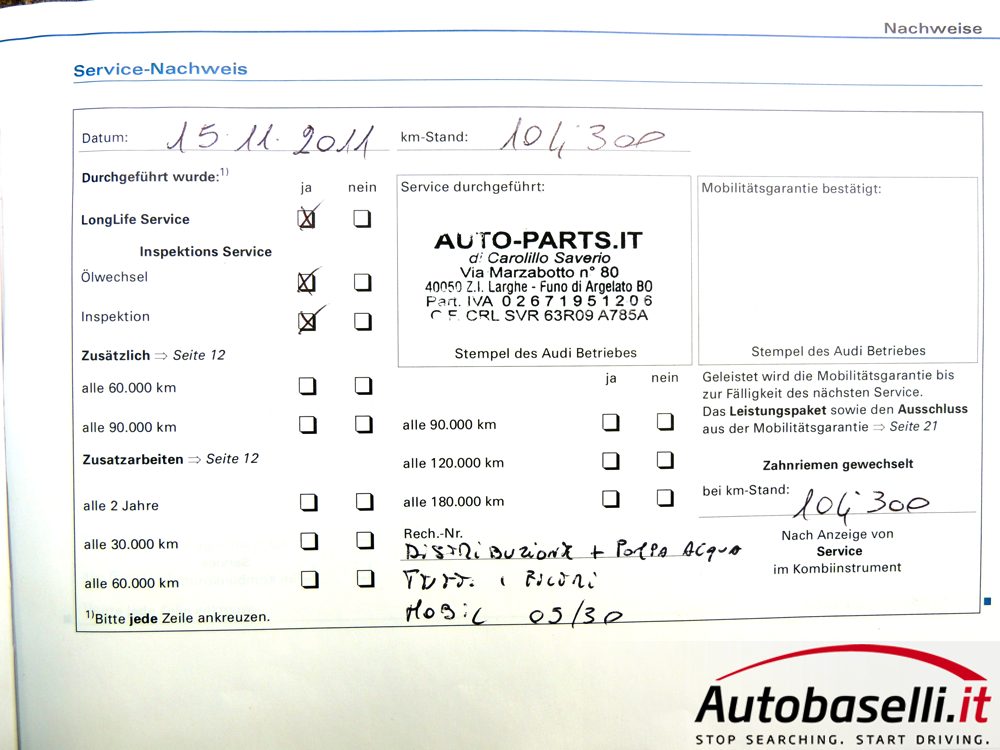 Nachweise
Service-Nachweis
Datum: 15.11.2011 km-Stand: 104'300
Durchgeführt wurde:1)
ja nein
LongLife Service
Inspektions Service
Ölwechsel
Inspektion
Zusätzlich ⇒ Seite 12
alle 60.000 km
alle 90.000 km
Zusatzarbeiten ⇒ Seite 12
alle 2 Jahre
alle 30.000 km
alle 60.000 km
1)Bitte jede Zeile ankreuzen.
Service durchgeführt:
AUTO-PARTS.IT
di Carolillo Saverio
Via Marzabotto n° 80
40050 Z.I. Larghe - Funo di Argelato BO
Part. IVA 02671951206
C.F. CRL SVR 63R09 A785A
Stempel des Audi Betriebes
ja nein
alle 90.000 km
alle 120.000 km
alle 180.000 km
Rech.-Nr.
DISTRIBUZIONE + POMPA ACQUA
MOBIL 05/30
Mobilitätsgarantie bestätigt:
Stempel des Audi Betriebes
Geleistet wird die Mobilitätsgarantie bis
zur Fälligkeit des nächsten Service.
Das Leistungspaket sowie den Ausschluss
aus der Mobilitätsgarantie ⇒ Seite 21
Zahnriemen gewechselt
bei km-Stand: 104'300
Nach Anzeige von
Service
im Kombiinstrument
Autobaselli.it
STOP SEARCHING. START DRIVING.